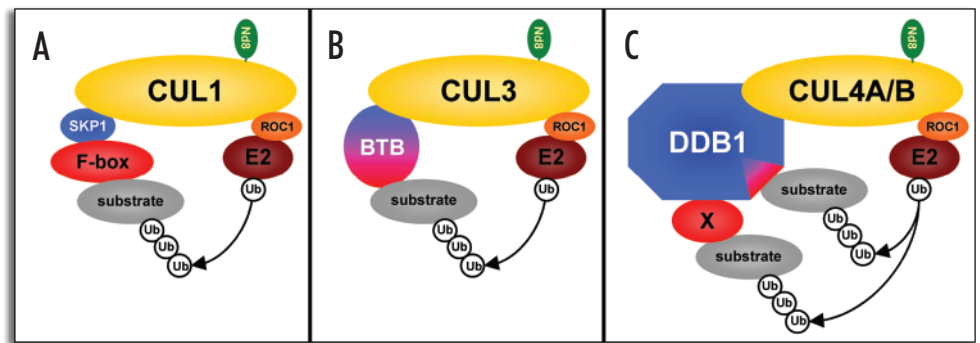 A
Nd8
CUL1
SKP1
ROC1
F-box
E2
substrate
Ub
Ub
Ub
Ub
B
Nd8
CUL3
ROC1
BTB
E2
substrate
Ub
Ub
Ub
Ub
C
Nd8
CUL4A/B
DDB1
ROC1
E2
substrate
Ub
X
Ub
Ub
Ub
substrate
Ub
Ub
Ub